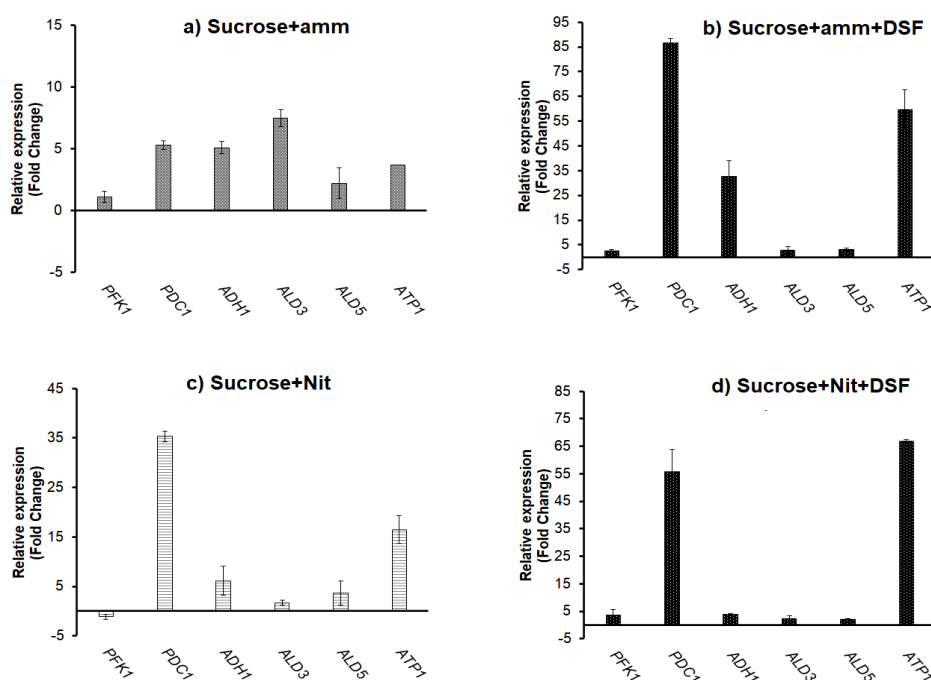 a) Sucrose+amm
Relative expression
(Fold Change)
15
10
5
0
-5
PFK1
PDC1
ADH1
ALD3
ALD5
ATP1
b) Sucrose+amm+DSF
Relative expression
(Fold Change)
95
85
75
65
55
45
35
25
15
5
-5
PFK1
PDC1
ADH1
ALD3
ALD5
ATP1
c) Sucrose+Nit
Relative expression
(Fold Change)
45
35
25
15
5
-5
PFK1
PDC1
ADH1
ALD3
ALD5
ATP1
d) Sucrose+Nit+DSF
Relative expression
(Fold Change)
85
75
65
55
45
35
25
15
5
-5
PFK1
PDC1
ADH1
ALD3
ALD5
ATP1